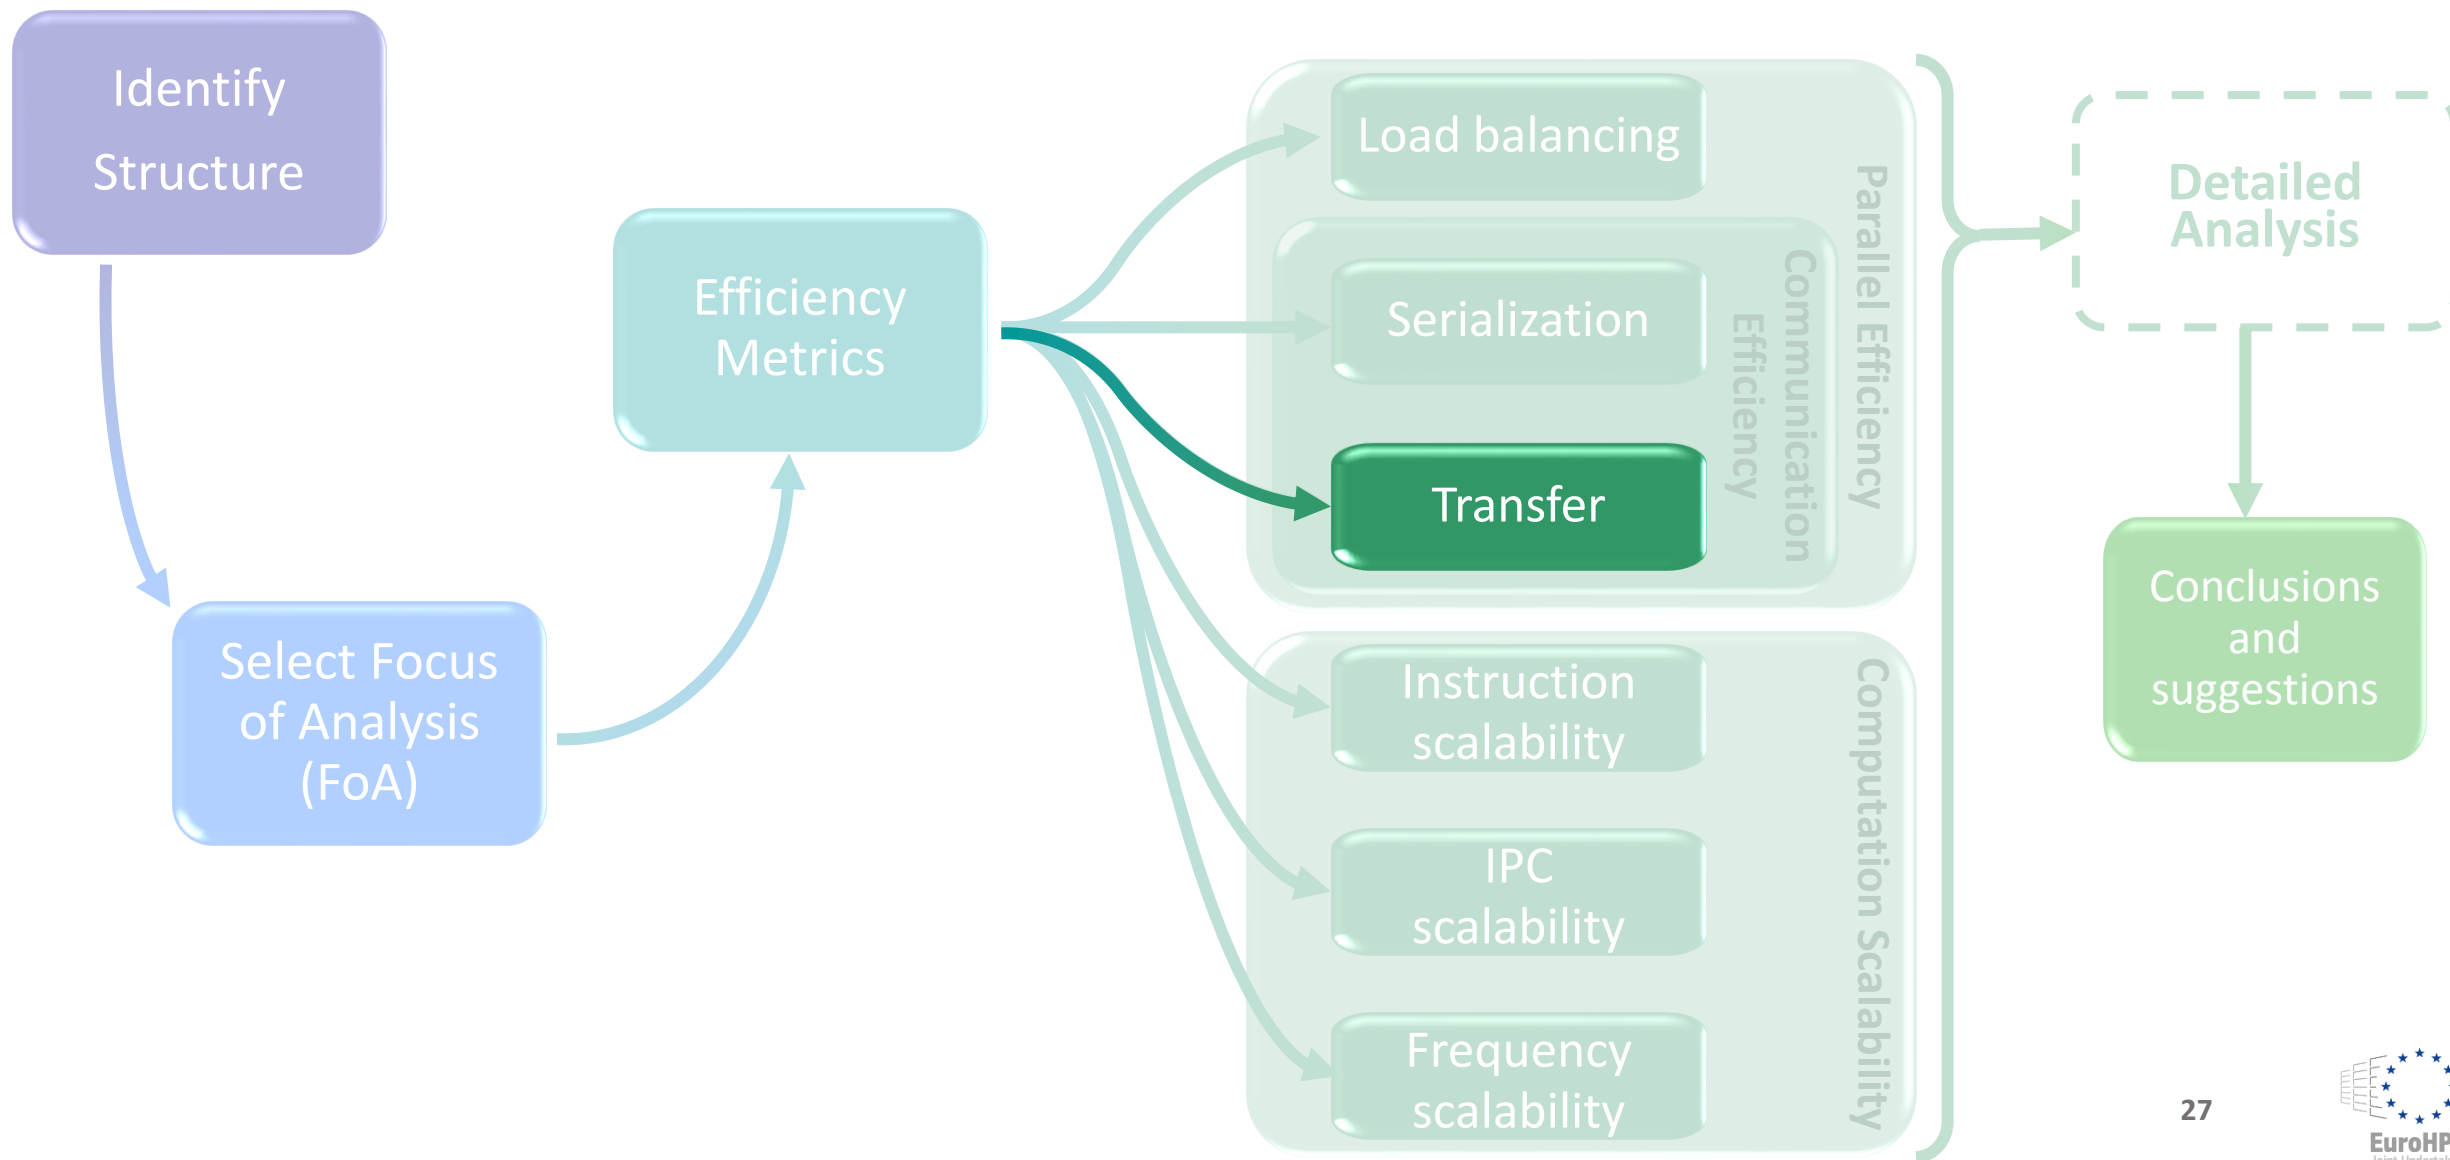 Identify
Structure
Select Focus
of Analysis
(FoA)
Efficiency
Metrics
Load balancing
Serialization
Transfer
Communication
Efficiency
Parallel Efficiency
Instruction
scalability
IPC
scalability
Frequency
scalability
Computation Scalability
Detailed
Analysis
Conclusions
and
suggestions
27
EuroHP